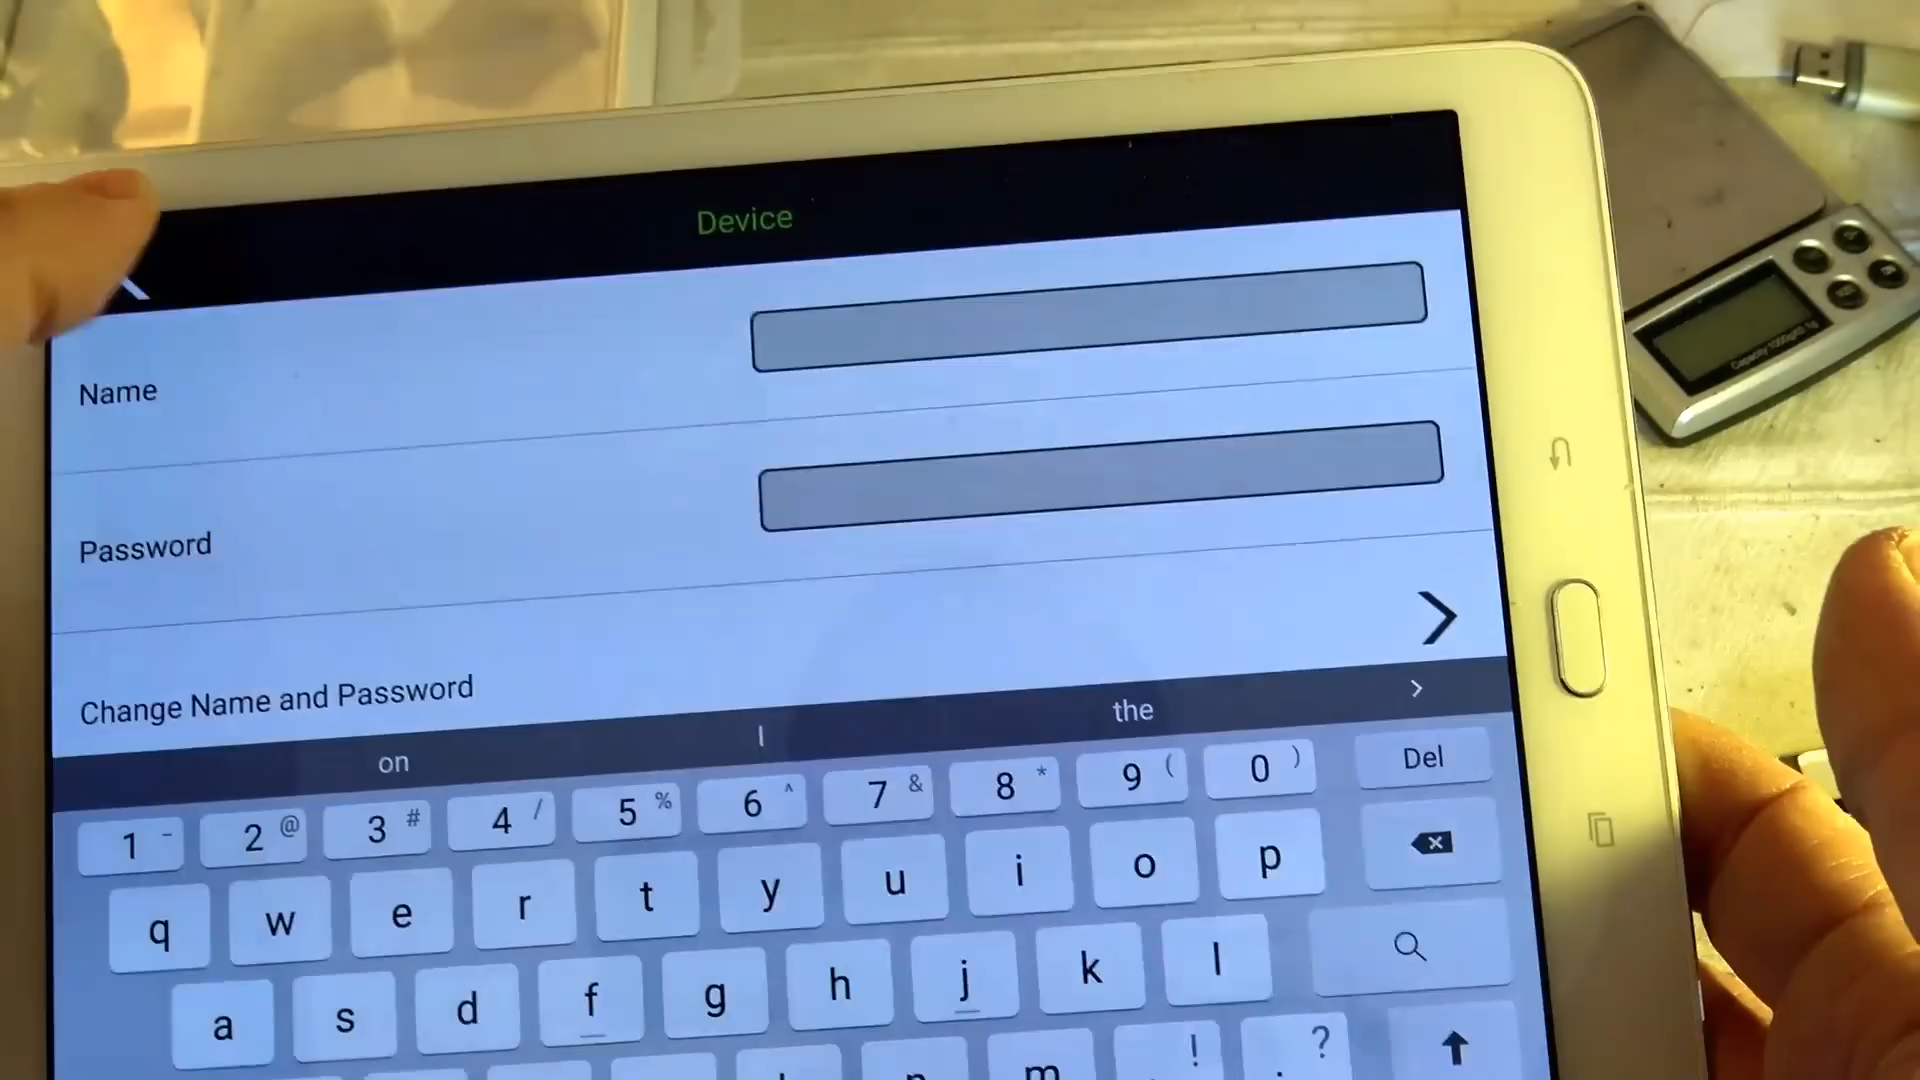 Device
Name
Password
Change Name and Password
on I the
1 - 2 @ 3 # 4 / 5 % 6 ^ 7 & 8 * 9 ( 0 ) Del
q w e r t y u i o p
a s d f g h j k l
m ! ?